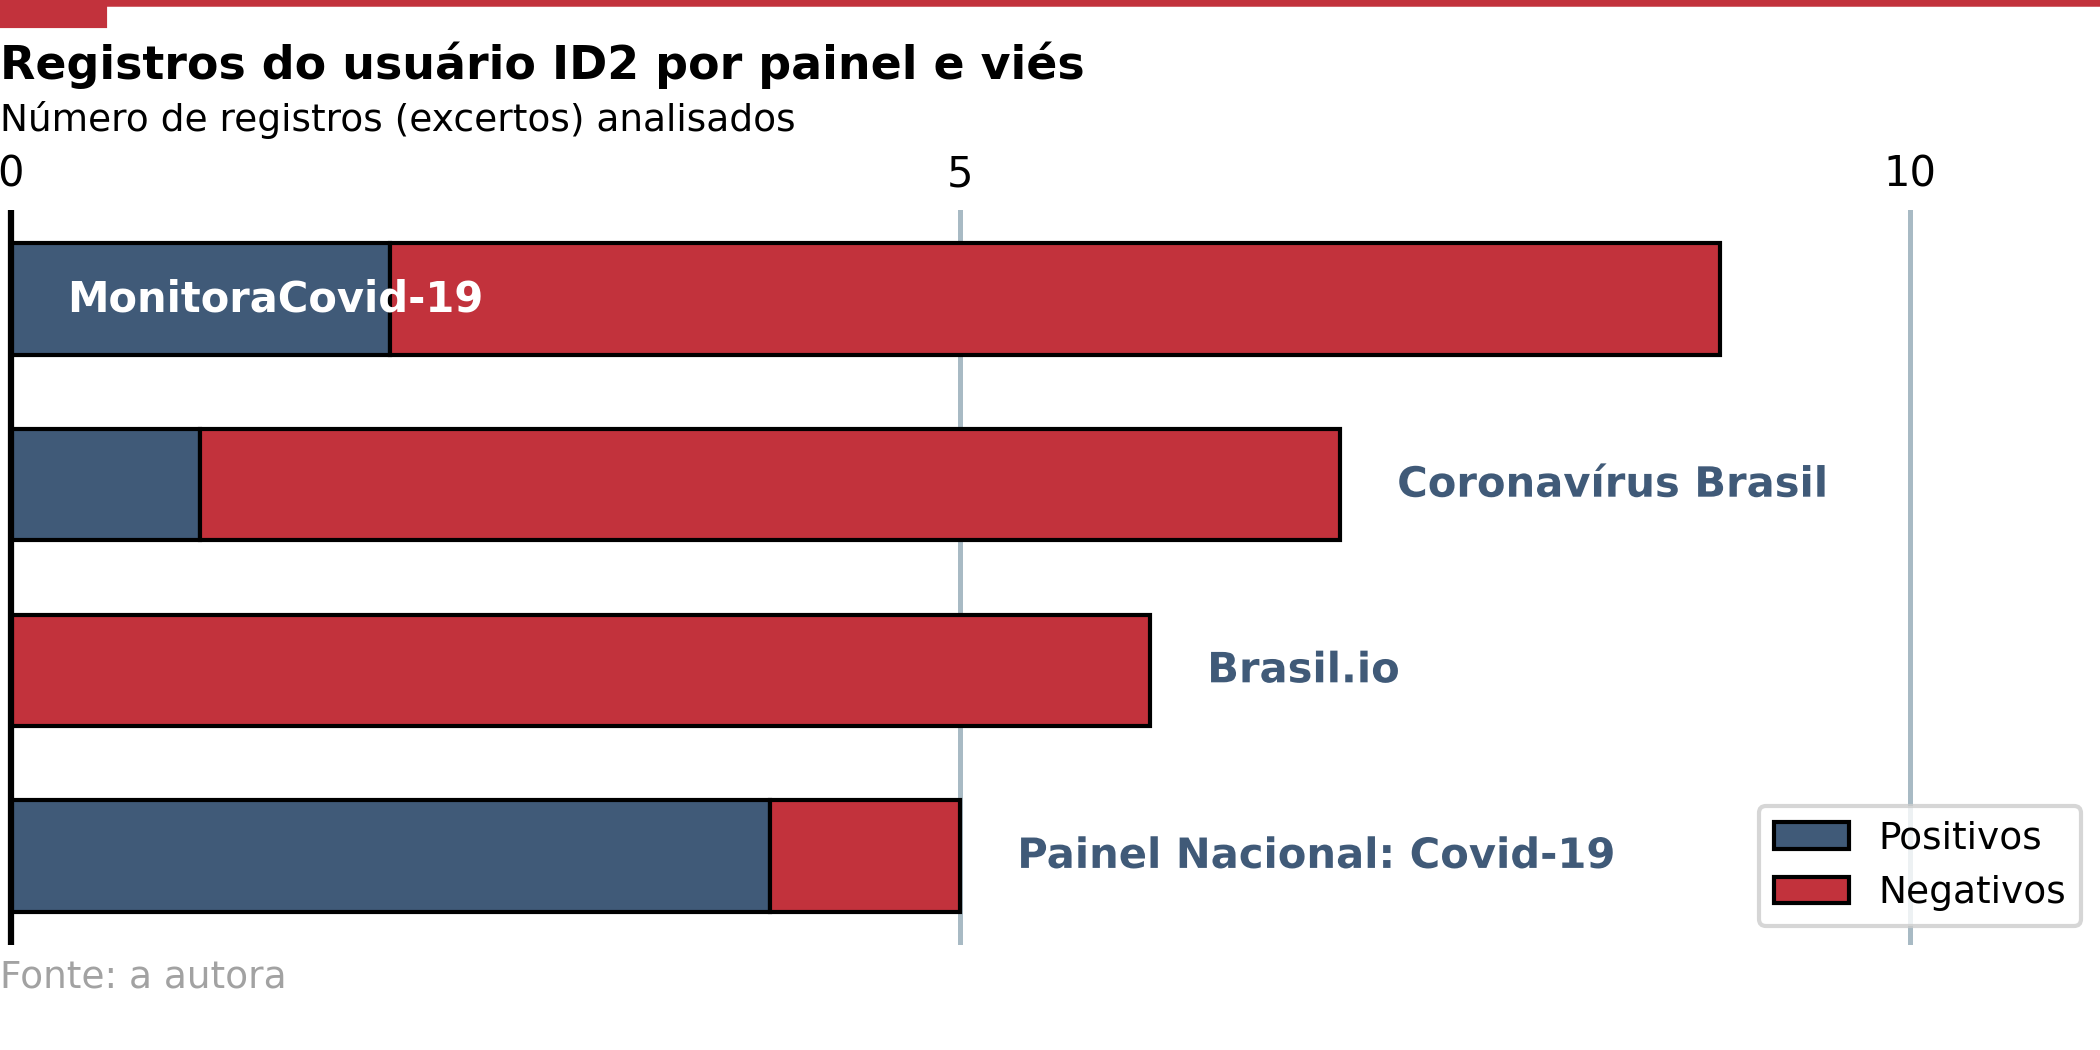 Registros do usuário ID2 por painel e viés
Número de registros (excertos) analisados
0 5 10
MonitoraCovid-19
Coronavírus Brasil
Brasil.io
Painel Nacional: Covid-19
Positivos
Negativos
Fonte: a autora